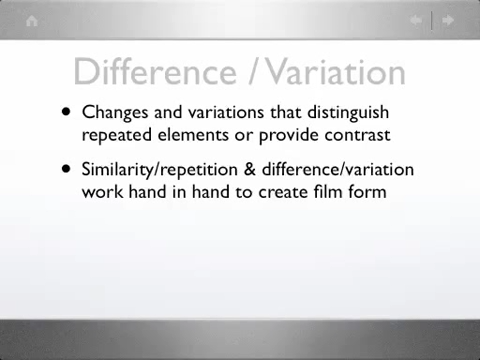 Difference / Variation
• Changes and variations that distinguish
repeated elements or provide contrast
• Similarity/repetition & difference/variation
work hand in hand to create film form